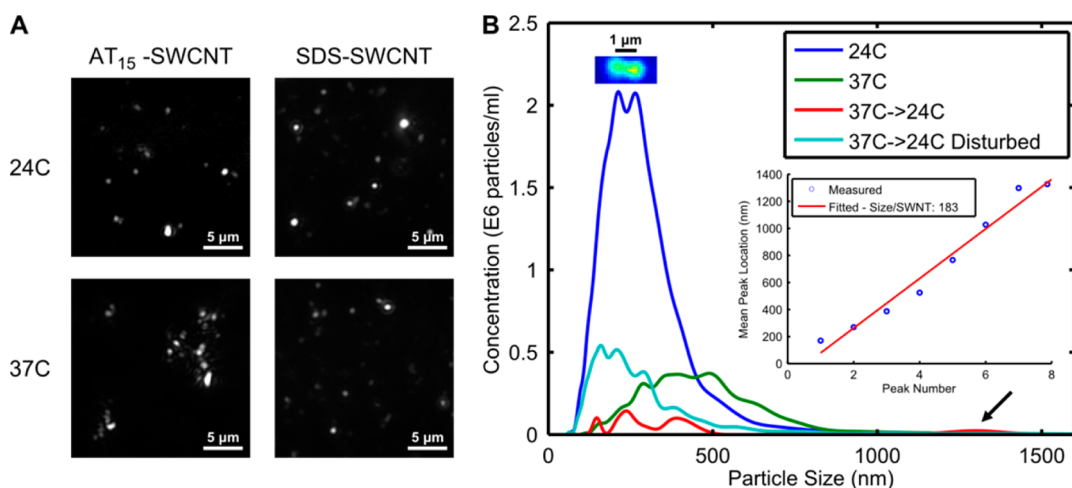 A
AT₁₅ -SWCNT
SDS-SWCNT
24C
5 µm
5 µm
37C
5 µm
5 µm
B
2.5
2
1.5
1
0.5
0
Concentration (E6 particles/ml)
1 µm
24C
37C
37C->24C
37C->24C Disturbed
1400
1200
1000
800
600
400
200
0
Mean Peak Location (nm)
Measured
Fitted - Size/SWNT: 183
0 2 4 6 8
Peak Number
0 500 1000 1500
Particle Size (nm)